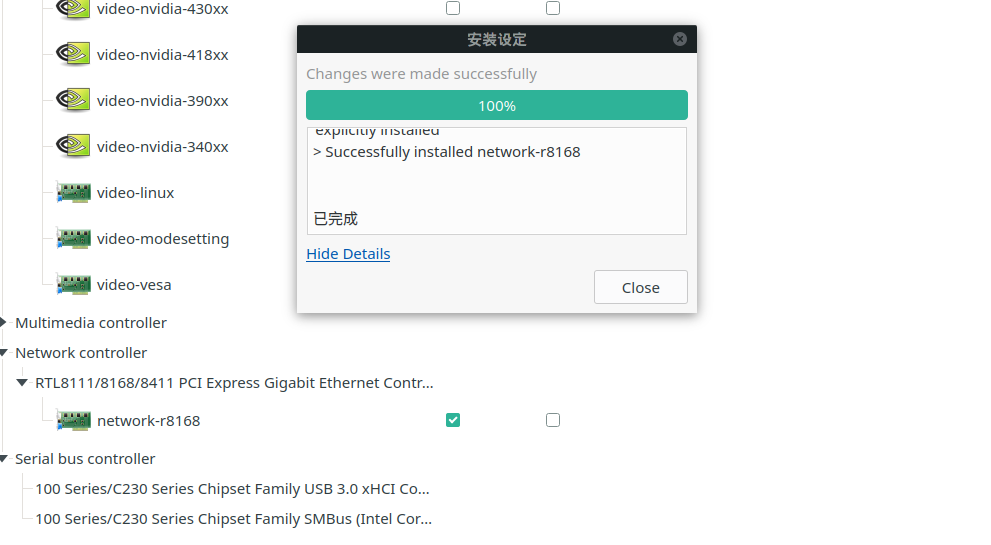 video-nvidia-430xx
安装设定
video-nvidia-418xx
Changes were made successfully
video-nvidia-390xx
100%
explicitly installed
video-nvidia-340xx
> Successfully installed network-r8168
video-linux
已完成
video-modesetting
Hide Details
video-vesa
Close
Multimedia controller
Network controller
RTL8111/8168/8411 PCI Express Gigabit Ethernet Contr...
network-r8168
Serial bus controller
100 Series/C230 Series Chipset Family USB 3.0 xHCI Co...
100 Series/C230 Series Chipset Family SMBus (Intel Cor...